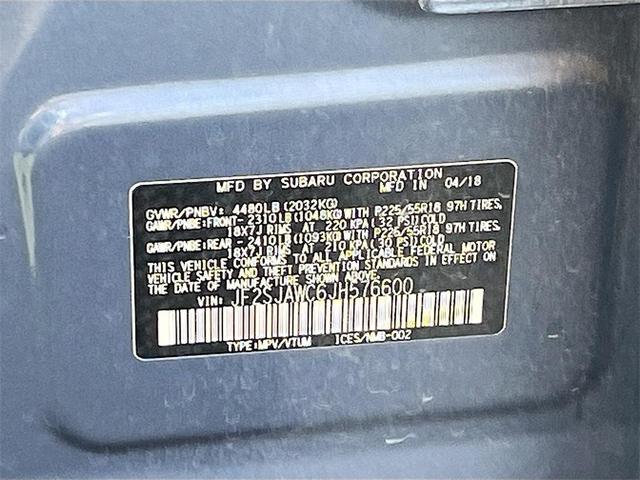 MFD BY SUBARU CORPORATION
MFD IN 04/18
GVWR/PNBV: 4480LB(2032KG)
GAWR/PNBE:FRONT-2310LB(1048KG)WITH P225/55R18 97H TIRES,
18X7J RIMS AT 220 KPA(32 PSI)COLD
GAWR/PNBE:REAR -2410LB(1093KG)WITH P225/55R18 97H TIRES,
18X7J RIMS AT 210 KPA(30 PSI)COLD
THIS VEHICLE CONFORMS TO ALL APPLICABLE FEDERAL MOTOR
VEHICLE SAFETY AND THEFT PREVENTION STANDARDS IN EFFECT ON
THE DATE OF MANUFACTURE SHOWN ABOVE.
VIN: JF2SJAWC6JH576600
TYPE:MPV/VTUM ICES/NMB-002